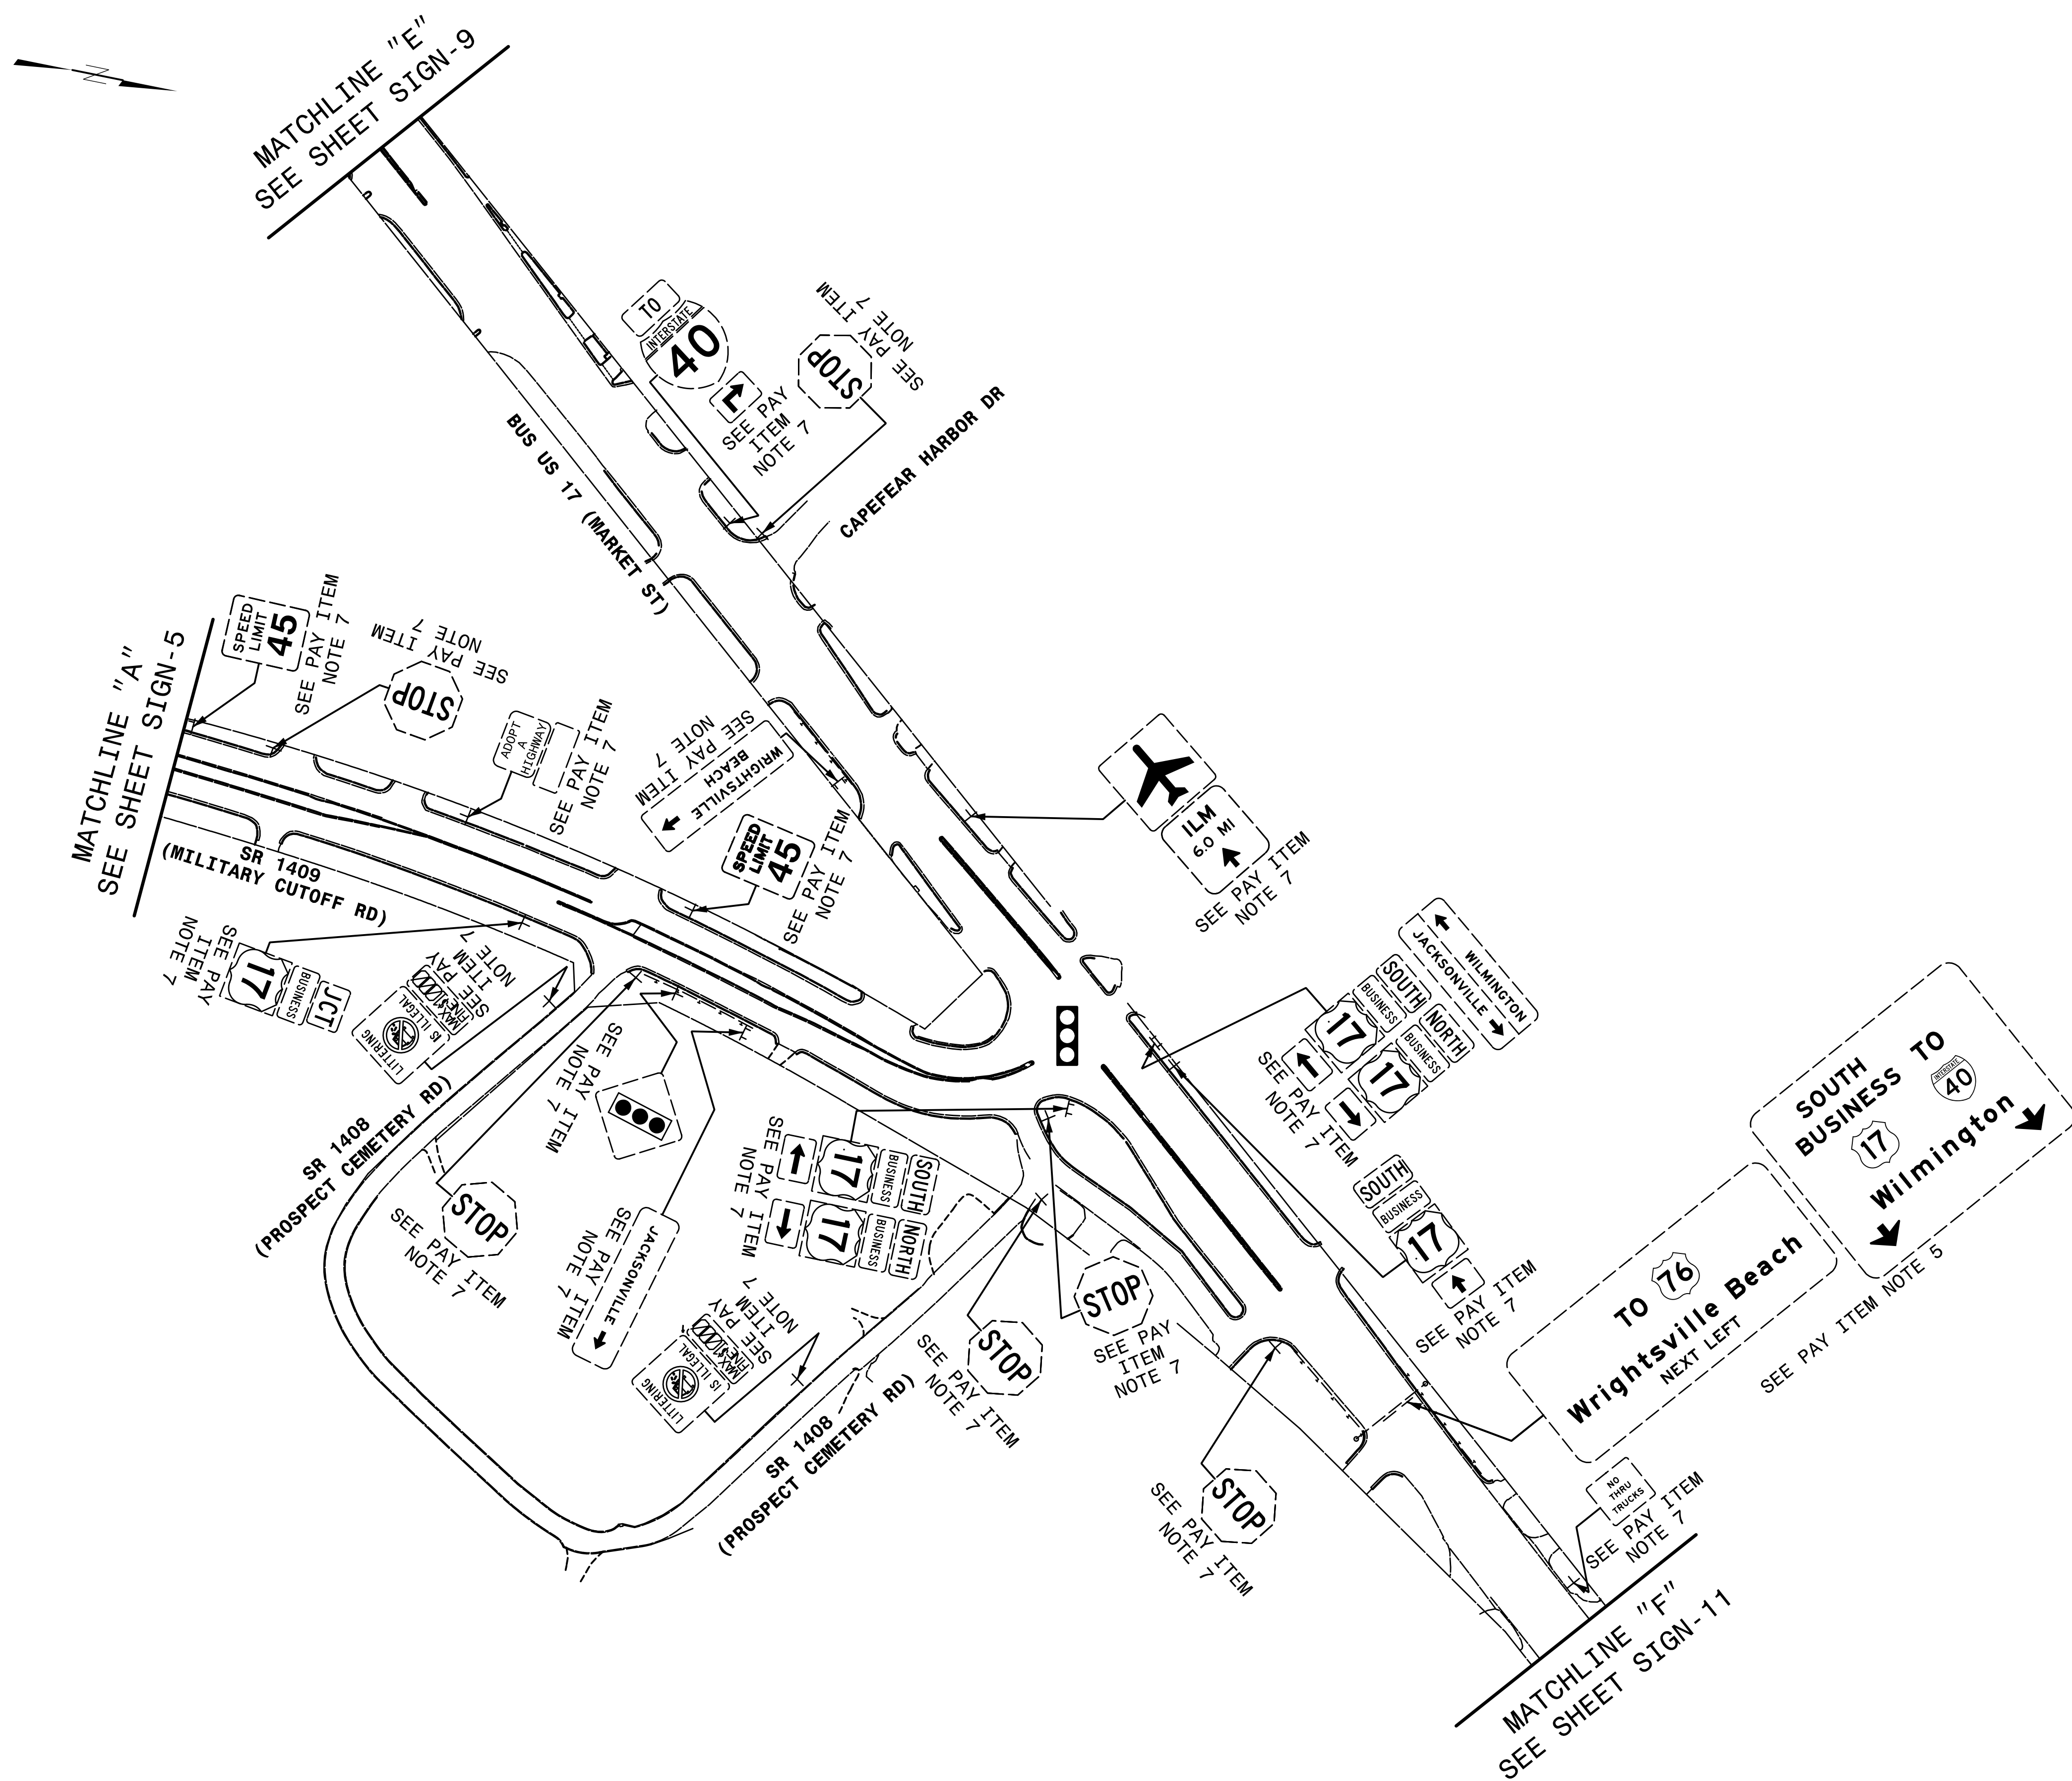 MATCHLINE "E"
SEE SHEET SIGN-9
N
TO
INTERSTATE
40
SEE PAY
ITEM
NOTE 7
STOP
SEE
PAY ITEM
NOTE 7
CAPEFEAR HARBOR DR
BUS US 17 (MARKET ST)
MATCHLINE "A"
SEE SHEET SIGN-5
SPEED
LIMIT
45
SEE PAY ITEM
NOTE 7
STOP
SEE PAY ITEM
NOTE 7
ADOPT
A
HIGHWAY
SEE PAY ITEM
NOTE 7
WRIGHTSVILLE
BEACH
SEE PAY ITEM
NOTE 7
SPEED
LIMIT
45
SEE PAY ITEM
NOTE 7
ILM
6.0 MI
SEE PAY ITEM
NOTE 7
SR 1409
(MILITARY CUTOFF RD)
JCT
BUSINESS
17
SEE PAY
ITEM
NOTE 7
LITTERING
IS ILLEGAL
MAX
FINE
SEE PAY
ITEM
NOTE 7
SR 1408
(PROSPECT CEMETERY RD)
STOP
SEE PAY ITEM
NOTE 7
SEE PAY ITEM
NOTE 7
JACKSONVILLE
SEE PAY ITEM
NOTE 7
SOUTH
BUSINESS
17
NORTH
BUSINESS
17
SEE PAY ITEM
NOTE 7
LITTERING
IS ILLEGAL
MAX
FINE
SEE PAY
ITEM
NOTE 7
SR 1408
(PROSPECT CEMETERY RD)
STOP
SEE PAY ITEM
NOTE 7
STOP
SEE PAY
ITEM
NOTE 7
STOP
SEE PAY ITEM
NOTE 7
WILMINGTON
JACKSONVILLE
SOUTH
BUSINESS
17
NORTH
BUSINESS
17
SEE PAY ITEM
NOTE 7
SOUTH
BUSINESS
17
SEE PAY ITEM
NOTE 7
SOUTH
BUSINESS TO
17
INTERSTATE
40
Wilmington
TO 76
Wrightsville Beach
NEXT LEFT
SEE PAY ITEM NOTE 5
NO
THRU
TRUCKS
SEE PAY ITEM
NOTE 7
MATCHLINE "F"
SEE SHEET SIGN-11